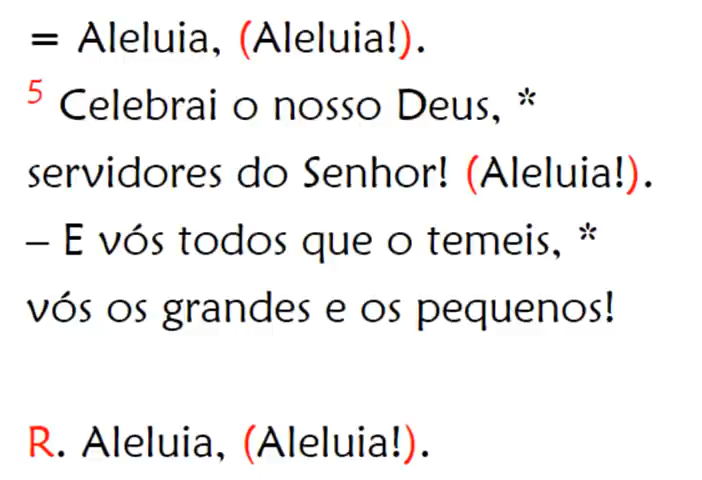 = Aleluia, (Aleluia!).
5 Celebrai o nosso Deus, *
servidores do Senhor! (Aleluia!).
– E vós todos que o temeis, *
vós os grandes e os pequenos!
R. Aleluia, (Aleluia!).